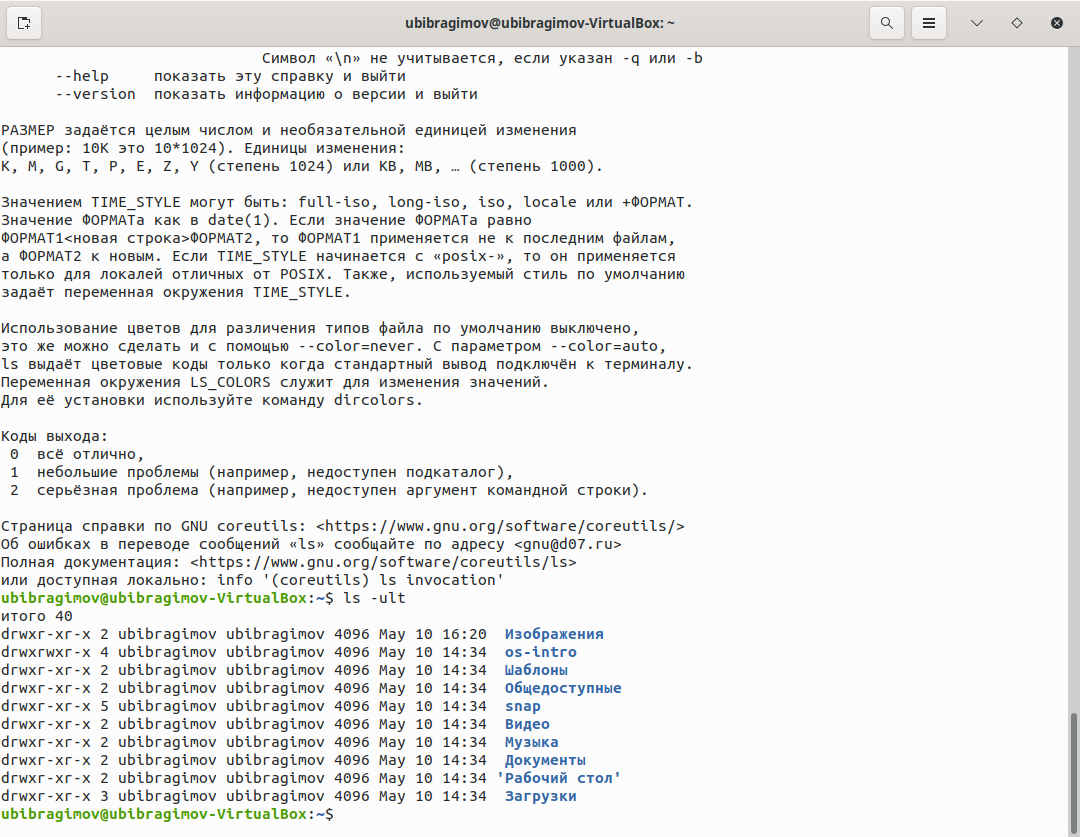 ubibragimov@ubibragimov-VirtualBox: ~
Символ «\n» не учитывается, если указан -q или -b
--help     показать эту справку и выйти
--version  показать информацию о версии и выйти
РАЗМЕР задаётся целым числом и необязательной единицей изменения
(пример: 10K это 10*1024). Единицы изменения:
K, M, G, T, P, E, Z, Y (степень 1024) или KB, MB, … (степень 1000).
Значением TIME_STYLE могут быть: full-iso, long-iso, iso, locale или +ФОРМАТ.
Значение ФОРМАТа как в date(1). Если значение ФОРМАТа равно
ФОРМАТ1<новая строка>ФОРМАТ2, то ФОРМАТ1 применяется не к последним файлам,
а ФОРМАТ2 к новым. Если TIME_STYLE начинается с «posix-», то он применяется
только для локалей отличных от POSIX. Также, используемый стиль по умолчанию
задаёт переменная окружения TIME_STYLE.
Использование цветов для различения типов файла по умолчанию выключено,
это же можно сделать и с помощью --color=never. С параметром --color=auto,
ls выдаёт цветовые коды только когда стандартный вывод подключён к терминалу.
Переменная окружения LS_COLORS служит для изменения значений.
Для её установки используйте команду dircolors.
Коды выхода:
0  всё отлично,
1  небольшие проблемы (например, недоступен подкаталог),
2  серьёзная проблема (например, недоступен аргумент командной строки).
Страница справки по GNU coreutils: <https://www.gnu.org/software/coreutils/>
Об ошибках в переводе сообщений «ls» сообщайте по адресу <gnu@d07.ru>
Полная документация: <https://www.gnu.org/software/coreutils/ls>
или доступная локально: info '(coreutils) ls invocation'
ubibragimov@ubibragimov-VirtualBox:~$ ls -ult
итого 40
drwxr-xr-x 2 ubibragimov ubibragimov 4096 May 10 16:20  Изображения
drwxrwxr-x 4 ubibragimov ubibragimov 4096 May 10 14:34  os-intro
drwxr-xr-x 2 ubibragimov ubibragimov 4096 May 10 14:34  Шаблоны
drwxr-xr-x 2 ubibragimov ubibragimov 4096 May 10 14:34  Общедоступные
drwxr-xr-x 5 ubibragimov ubibragimov 4096 May 10 14:34  snap
drwxr-xr-x 2 ubibragimov ubibragimov 4096 May 10 14:34  Видео
drwxr-xr-x 2 ubibragimov ubibragimov 4096 May 10 14:34  Музыка
drwxr-xr-x 2 ubibragimov ubibragimov 4096 May 10 14:34  Документы
drwxr-xr-x 2 ubibragimov ubibragimov 4096 May 10 14:34 'Рабочий стол'
drwxr-xr-x 3 ubibragimov ubibragimov 4096 May 10 14:34  Загрузки
ubibragimov@ubibragimov-VirtualBox:~$